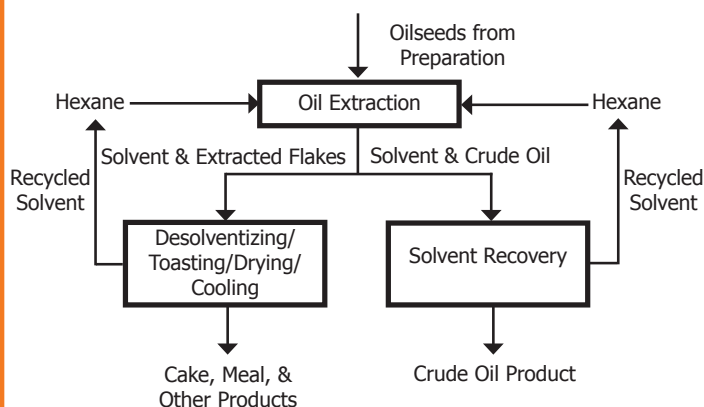 Oilseeds from
Preparation
Hexane
Oil Extraction
Hexane
Solvent & Extracted Flakes
Solvent & Crude Oil
Recycled
Solvent
Recycled
Solvent
Desolventizing/
Toasting/Drying/
Cooling
Solvent Recovery
Cake, Meal, &
Other Products
Crude Oil Product